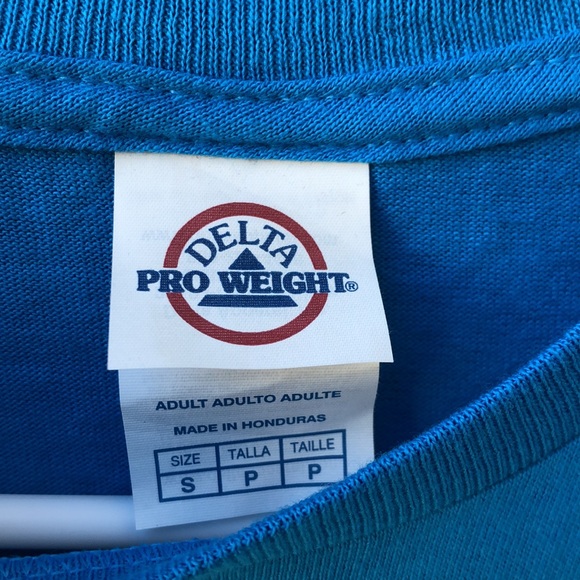 DELTA
PRO WEIGHT®
ADULT ADULTO ADULTE
MADE IN HONDURAS
SIZE TALLA TAILLE
S P P